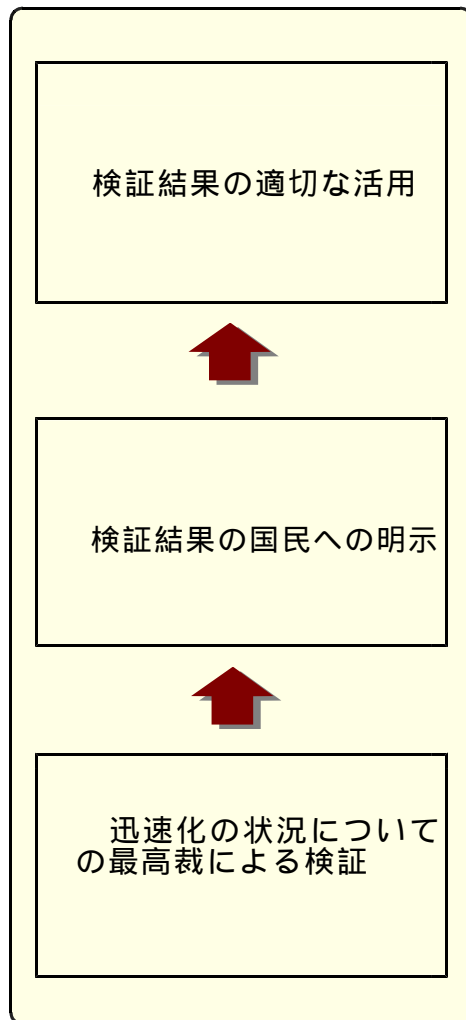 検証結果の適切な活用
検証結果の国民への明示
迅速化の状況について
の最高裁による検証